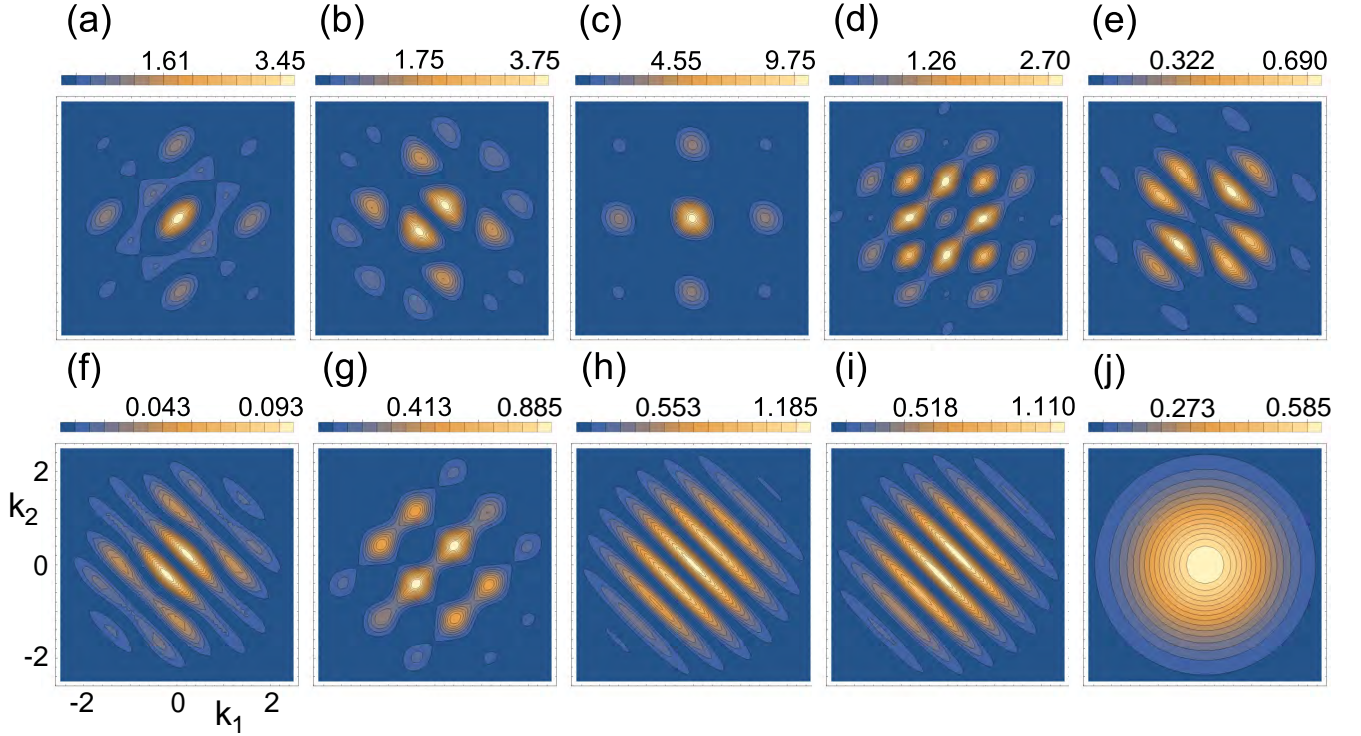 (a) (b) (c) (d) (e)
1.61 3.45 1.75 3.75 4.55 9.75 1.26 2.70 0.322 0.690
(f) (g) (h) (i) (j)
0.043 0.093 0.413 0.885 0.553 1.185 0.518 1.110 0.273 0.585
2
k₂
0
-2
-2 0 2
k₁